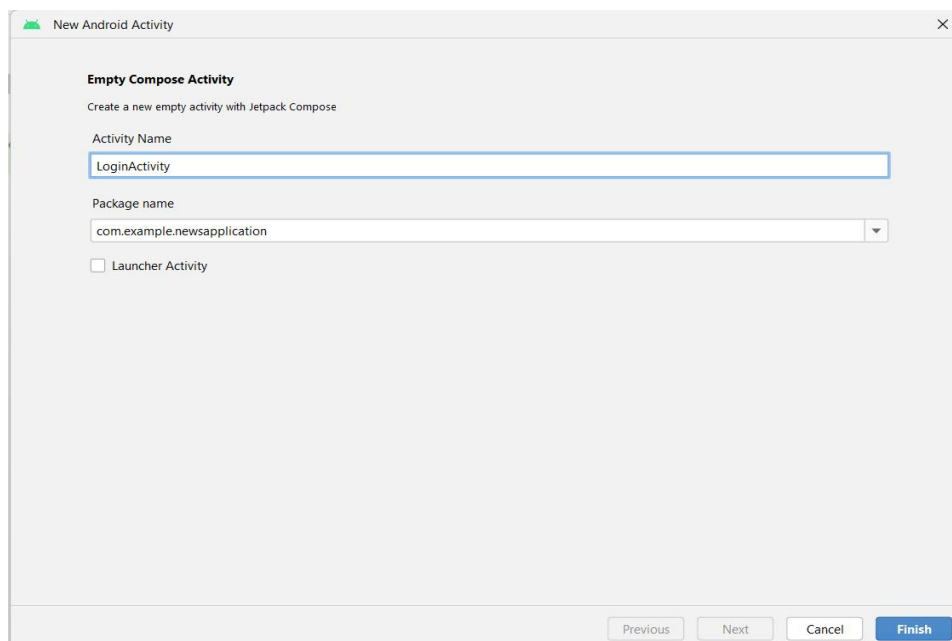 New Android Activity
Empty Compose Activity
Create a new empty activity with Jetpack Compose
Activity Name
LoginActivity
Package name
com.example.newsapplication
Launcher Activity
Previous Next Cancel Finish